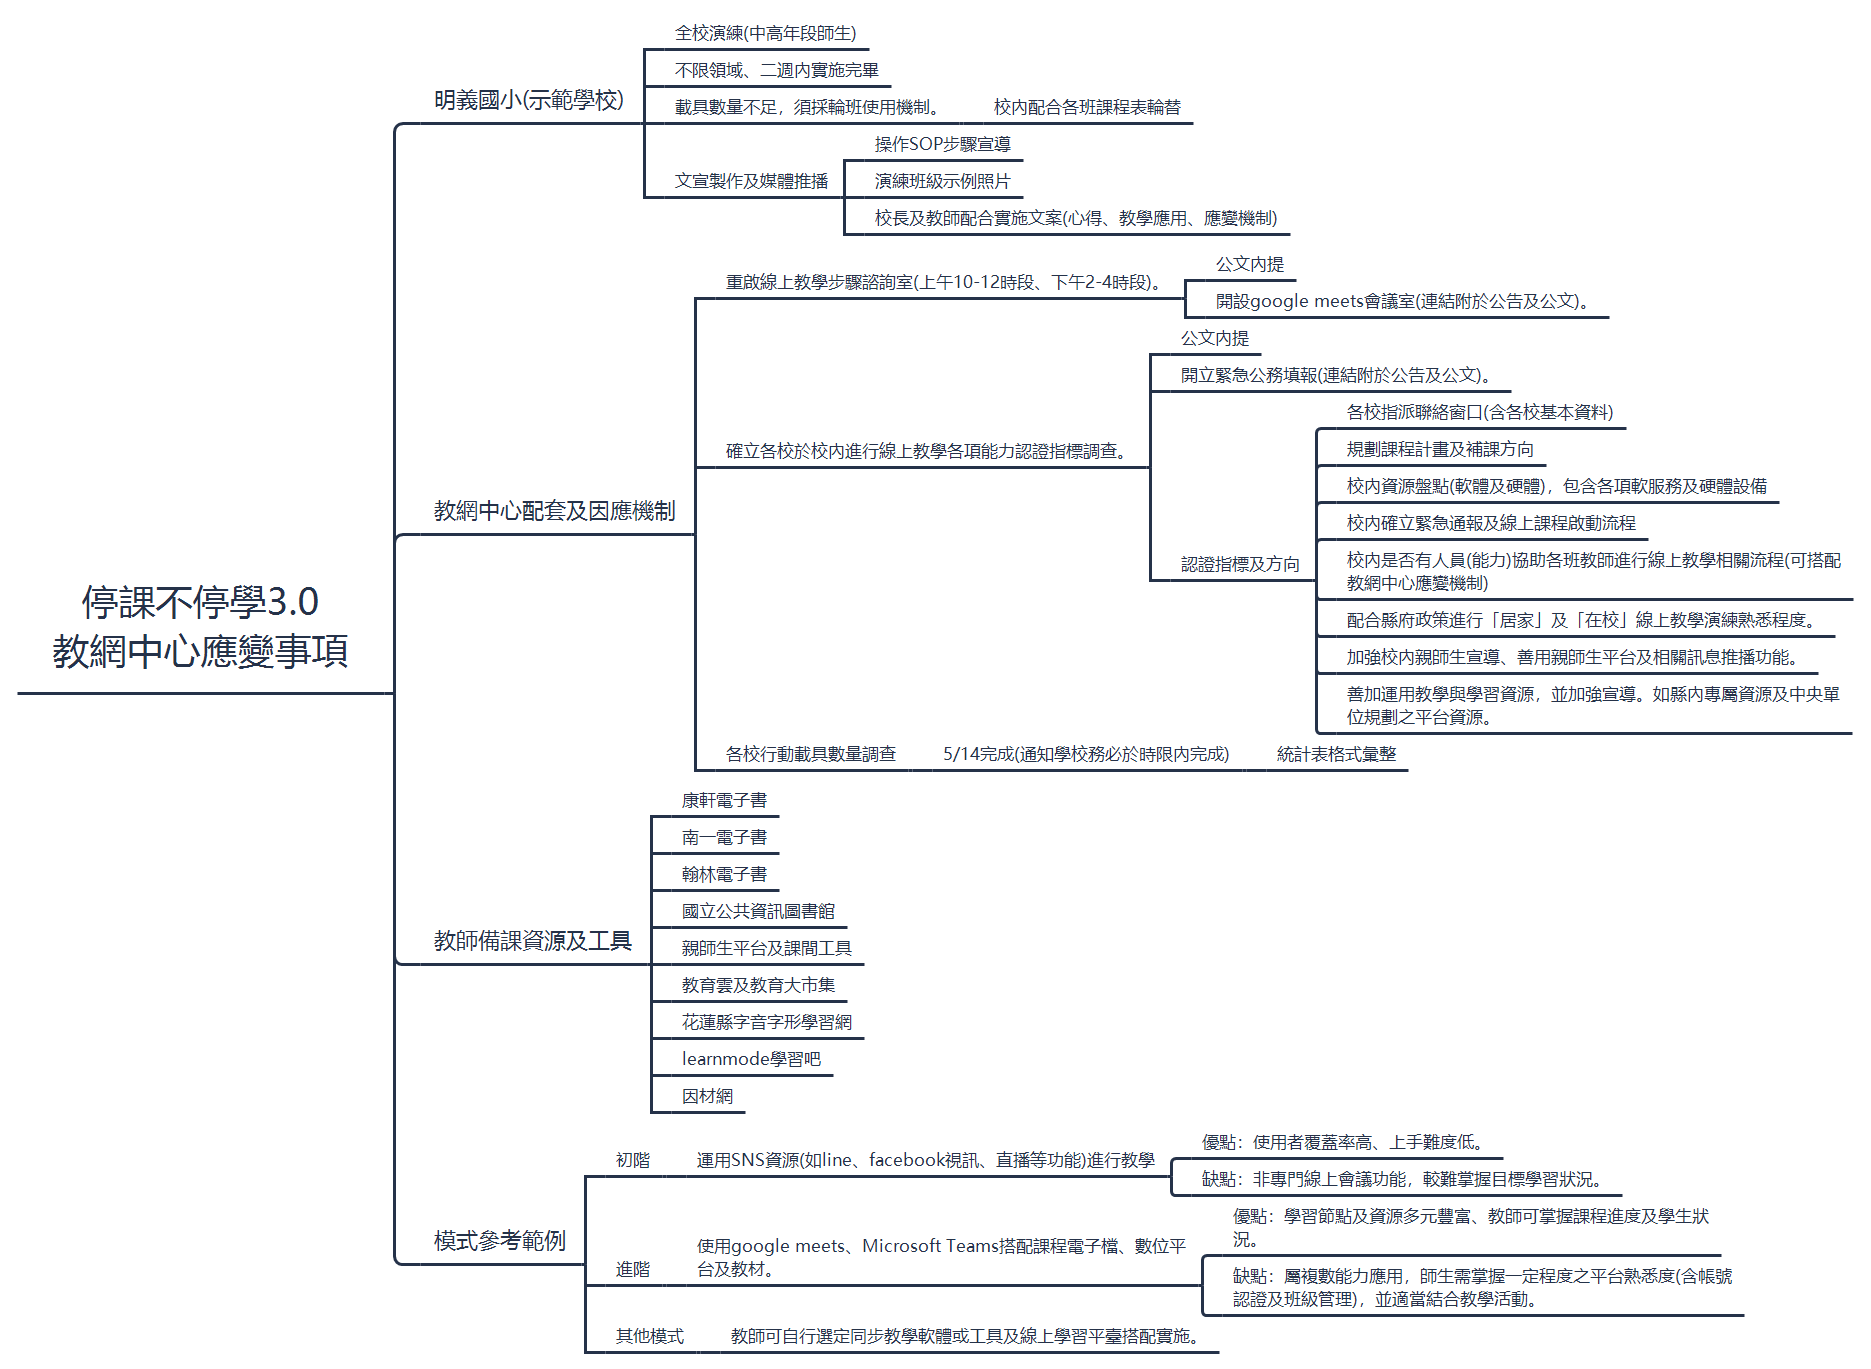 停課不停學3.0
教網中心應變事項
明義國小(示範學校)
全校演練(中高年段師生)
不限領域、二週內實施完畢
載具數量不足，須採輪班使用機制。
校內配合各班課程表輪替
文宣製作及媒體推播
操作SOP步驟宣導
演練班級示例照片
校長及教師配合實施文案(心得、教學應用、應變機制)
教網中心配套及因應機制
重啟線上教學步驟諮詢室(上午10-12時段、下午2-4時段)。
公文內提
開設google meets會議室(連結附於公告及公文)。
確立各校於校內進行線上教學各項能力認證指標調查。
公文內提
開立緊急公務填報(連結附於公告及公文)。
認證指標及方向
各校指派聯絡窗口(含各校基本資料)
規劃課程計畫及補課方向
校內資源盤點(軟體及硬體)，包含各項軟服務及硬體設備
校內確立緊急通報及線上課程啟動流程
校內是否有人員(能力)協助各班教師進行線上教學相關流程(可搭配
教網中心應變機制)
配合縣府政策進行「居家」及「在校」線上教學演練熟悉程度。
加強校內親師生宣導、善用親師生平台及相關訊息推播功能。
善加運用教學與學習資源，並加強宣導。如縣內專屬資源及中央單
位規劃之平台資源。
各校行動載具數量調查
5/14完成(通知學校務必於時限內完成)
統計表格式彙整
教師備課資源及工具
康軒電子書
南一電子書
翰林電子書
國立公共資訊圖書館
親師生平台及課間工具
教育雲及教育大市集
花蓮縣字音字形學習網
learnmode學習吧
因材網
模式參考範例
初階
運用SNS資源(如line、facebook視訊、直播等功能)進行教學
優點：使用者覆蓋率高、上手難度低。
缺點：非專門線上會議功能，較難掌握目標學習狀況。
進階
使用google meets、Microsoft Teams搭配課程電子檔、數位平
台及教材。
優點：學習節點及資源多元豐富、教師可掌握課程進度及學生狀
況。
缺點：屬複數能力應用，師生需掌握一定程度之平台熟悉度(含帳號
認證及班級管理)，並適當結合教學活動。
其他模式
教師可自行選定同步教學軟體或工具及線上學習平臺搭配實施。